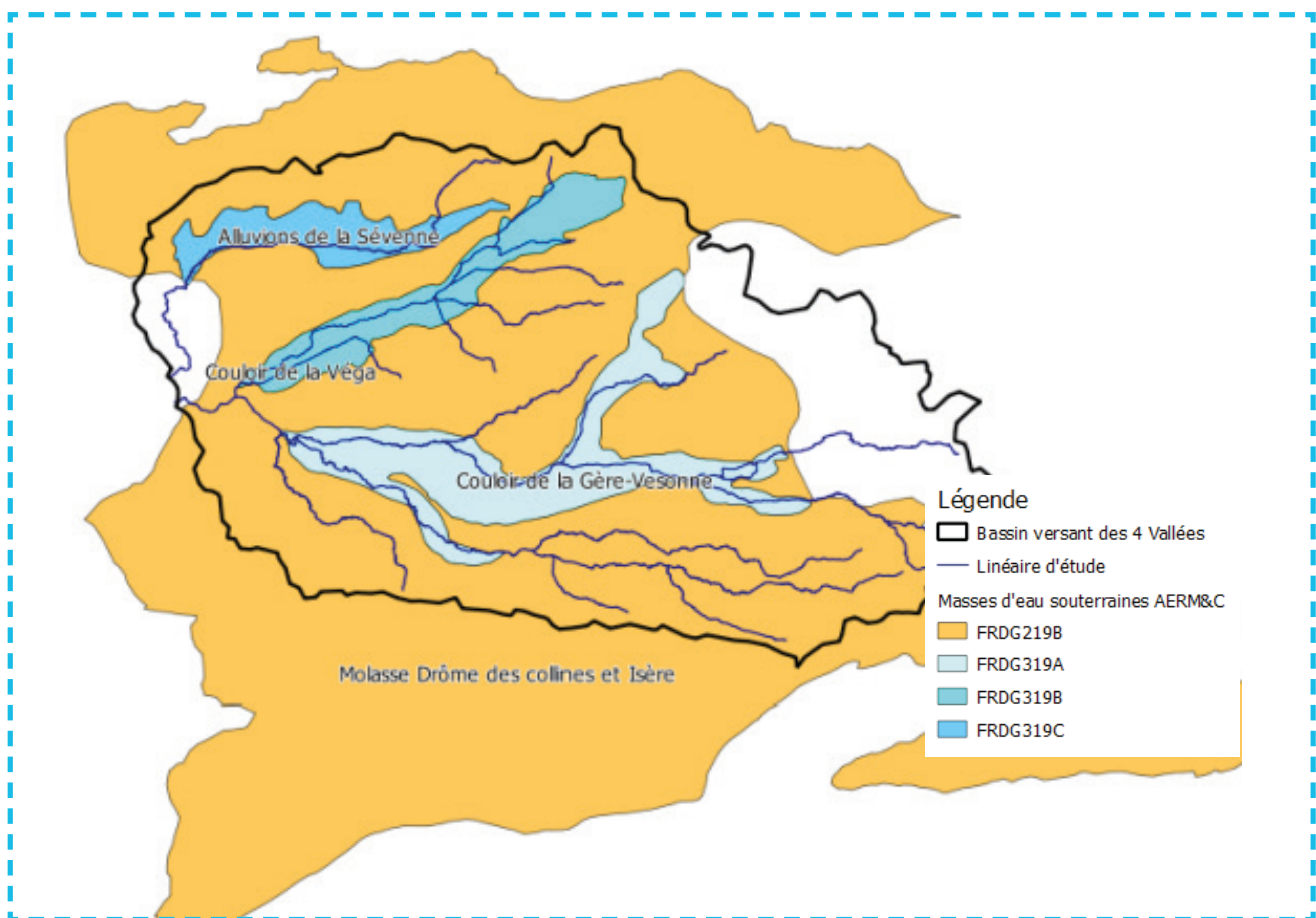 Alluvions de la Sévenne
Couloir de la Véga
Couloir de la Gère-Vesonne
Molasse Drôme des collines et Isère
Légende
Bassin versant des 4 Vallées
Linéaire d'étude
Masses d'eau souterraines AERM&C
FRDG219B
FRDG319A
FRDG319B
FRDG319C